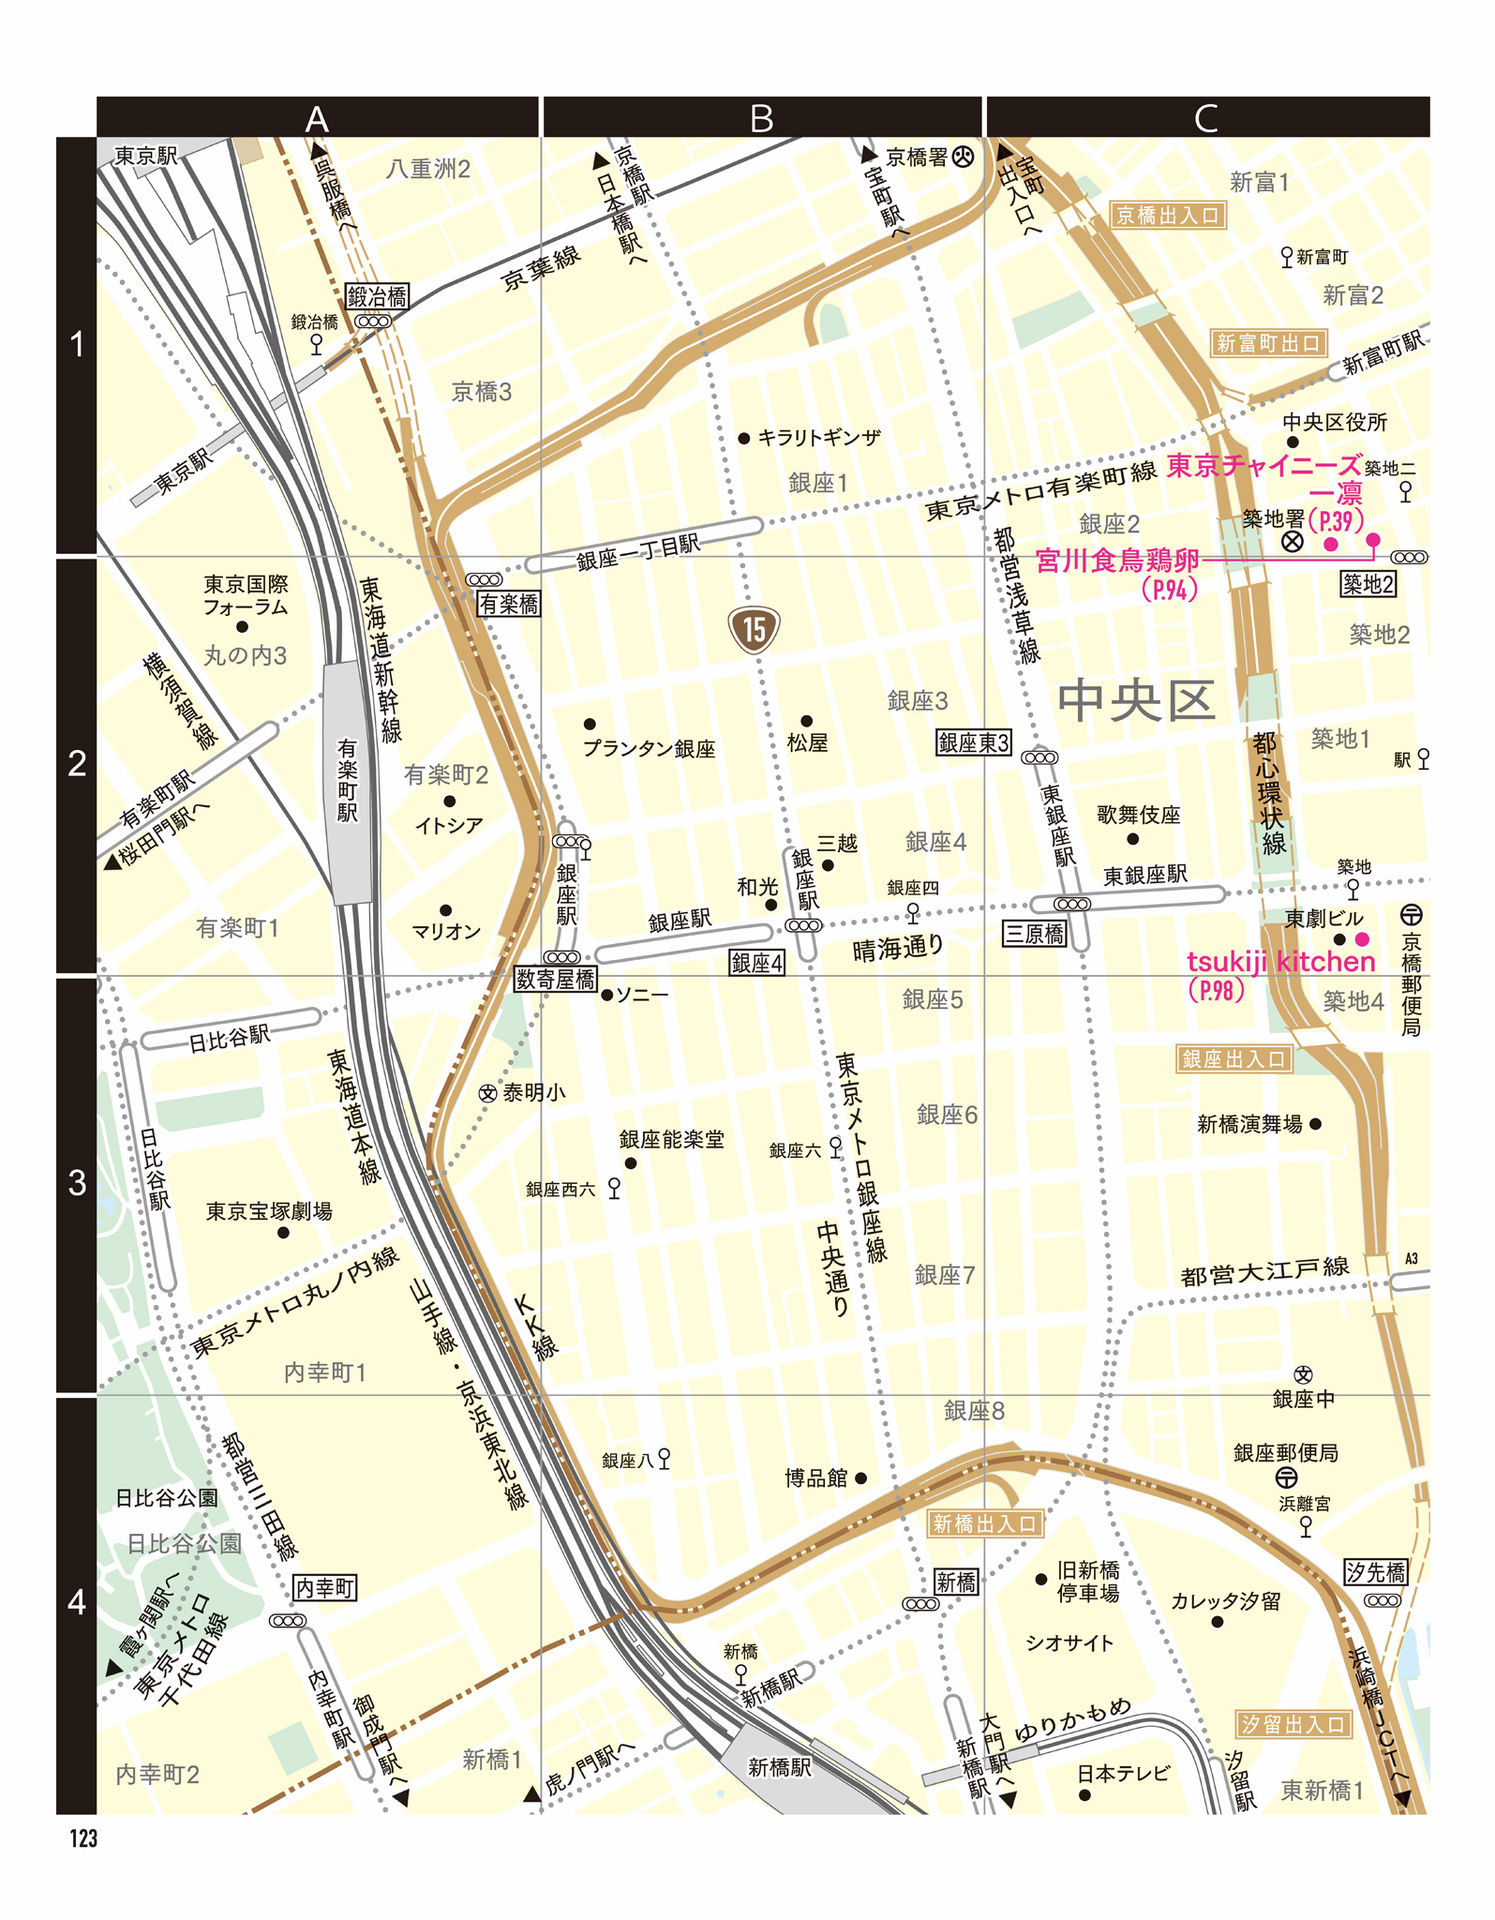 A
B
C
1
2
3
4
東京駅
呉服橋へ
八重洲2
京橋駅
日本橋駅へ
宝町駅へ
京橋署
宝町
出入口へ
新富1
京橋出入口
新富町
新富2
京葉線
鍛冶橋
鍛冶橋
新富町出口
新富町駅
京橋3
東京駅
キラリトギンザ
銀座1
中央区役所
東京チャイニーズ
一凛
(P.39)
築地二
東京メトロ有楽町線
銀座2
築地署
銀座一丁目駅
都営浅草線
宮川食鳥鶏卵
(P.94)
築地2
東京国際
フォーラム
丸の内3
東海道新幹線
有楽橋
15
築地2
横須賀線
銀座3
中央区
有楽町駅
プランタン銀座
松屋
銀座東3
都心環状線
築地1
駅
有楽町駅
桜田門駅へ
有楽町2
イトシア
東銀座駅
歌舞伎座
三越
銀座4
銀座駅
銀座駅
和光
銀座四
東銀座駅
築地
有楽町1
マリオン
銀座駅
三原橋
東劇ビル
京橋郵便局
晴海通り
数寄屋橋
銀座4
tsukiji kitchen
(P.98)
ソニー
銀座5
築地4
日比谷駅
東海道本線
東京メトロ銀座線
銀座出入口
泰明小
銀座6
新橋演舞場
日比谷駅
銀座能楽堂
銀座六
銀座西六
東京宝塚劇場
中央通り
東京メトロ丸ノ内線
銀座7
都営大江戸線
A3
山手線・京浜東北線
KK線
内幸町1
銀座中
銀座8
都営三田線
銀座八
博品館
銀座郵便局
日比谷公園
浜離宮
日比谷公園
新橋出入口
霞ヶ関駅へ
東京メトロ
千代田線
内幸町
新橋
旧新橋
停車場
汐先橋
カレッタ汐留
シオサイト
新橋
新橋駅
内幸町駅
御成門駅へ
浜崎橋JCTへ
汐留出入口
ゆりかもめ
内幸町2
新橋1
虎ノ門駅へ
新橋駅
新橋駅
大門駅へ
日本テレビ
汐留駅
東新橋1
123